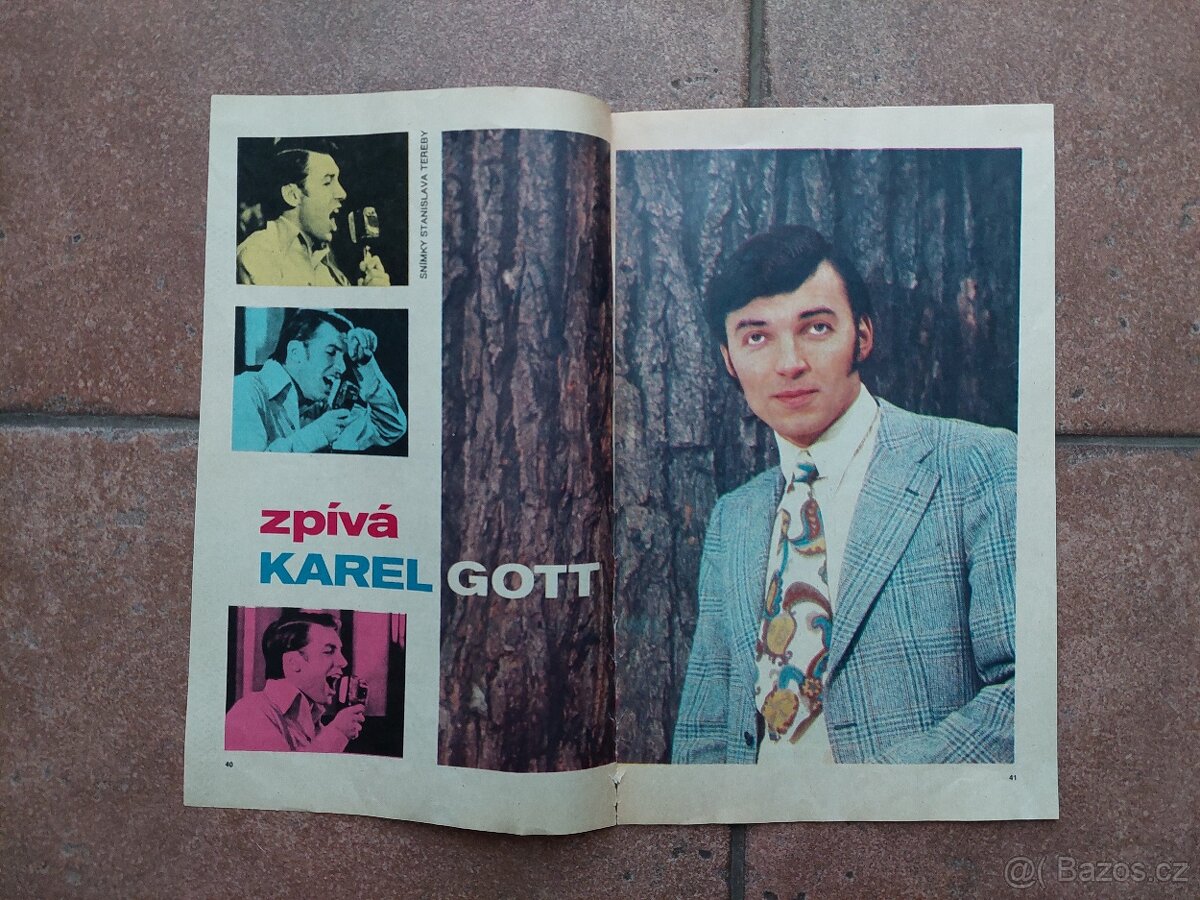 SNÍMKY STANISLAVA TEREBY
zpívá
KAREL GOTT
40
41
@( Bazos.cz